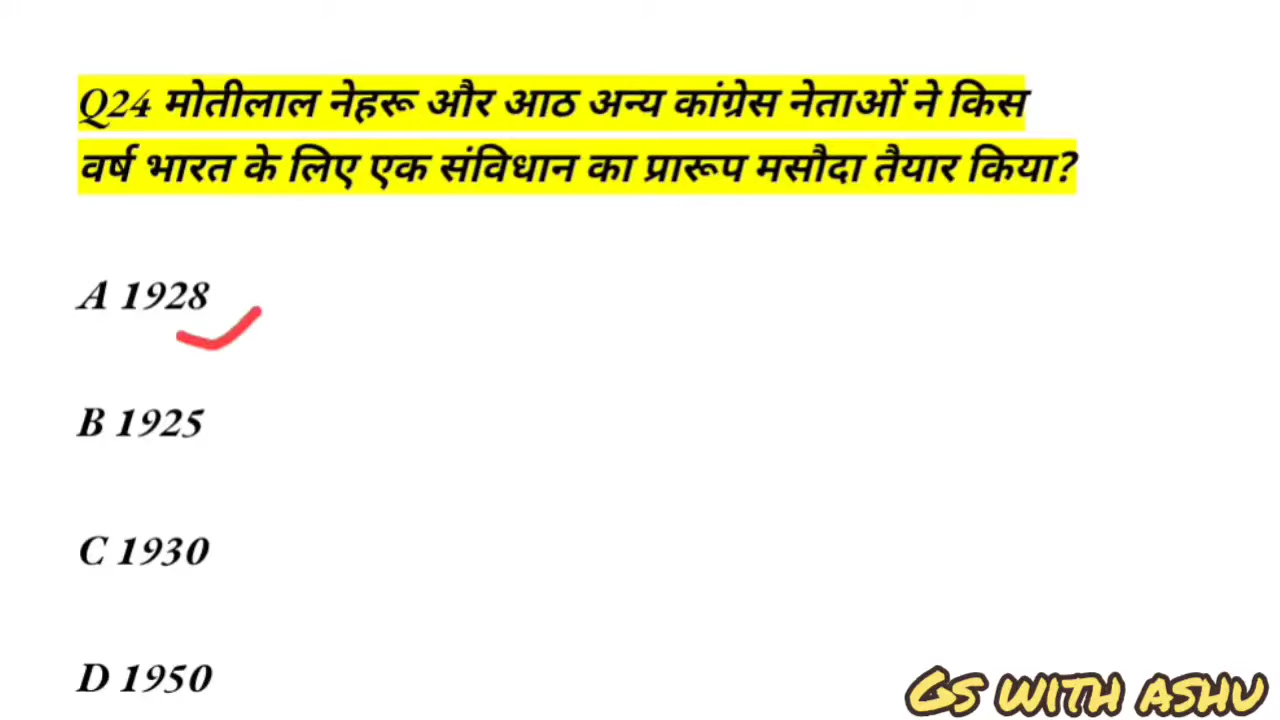 Q24 मोतीलाल नेहरू और आठ अन्य कांग्रेस नेताओं ने किस
वर्ष भारत के लिए एक संविधान का प्रारूप मसौदा तैयार किया?
A 1928
B 1925
C 1930
D 1950
GS WITH ASHU